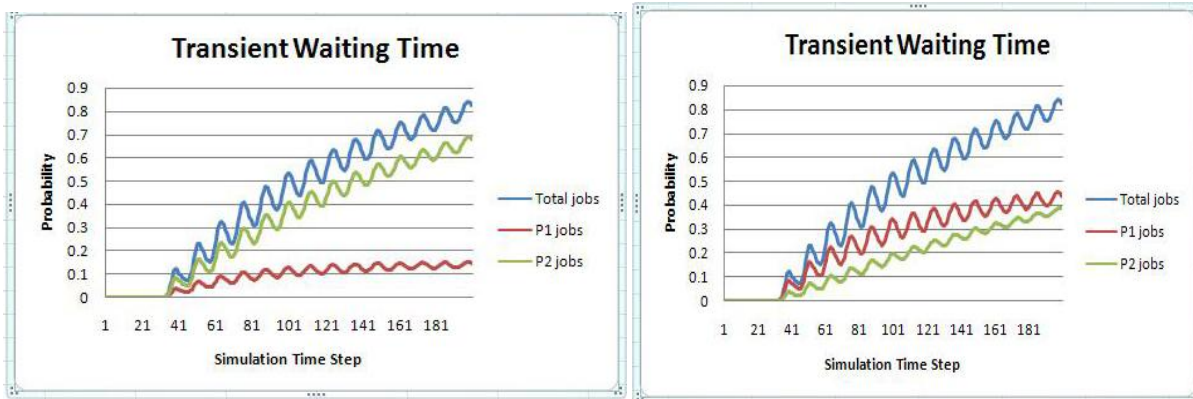 Transient Waiting Time
0.9
0.8
0.7
0.6
0.5
0.4
0.3
0.2
0.1
0
Probability
1 21 41 61 81 101 121 141 161 181
Simulation Time Step
Total jobs
P1 jobs
P2 jobs
Transient Waiting Time
0.9
0.8
0.7
0.6
0.5
0.4
0.3
0.2
0.1
0
Probability
1 21 41 61 81 101 121 141 161 181
Simulation Time Step
Total jobs
P1 jobs
P2 jobs